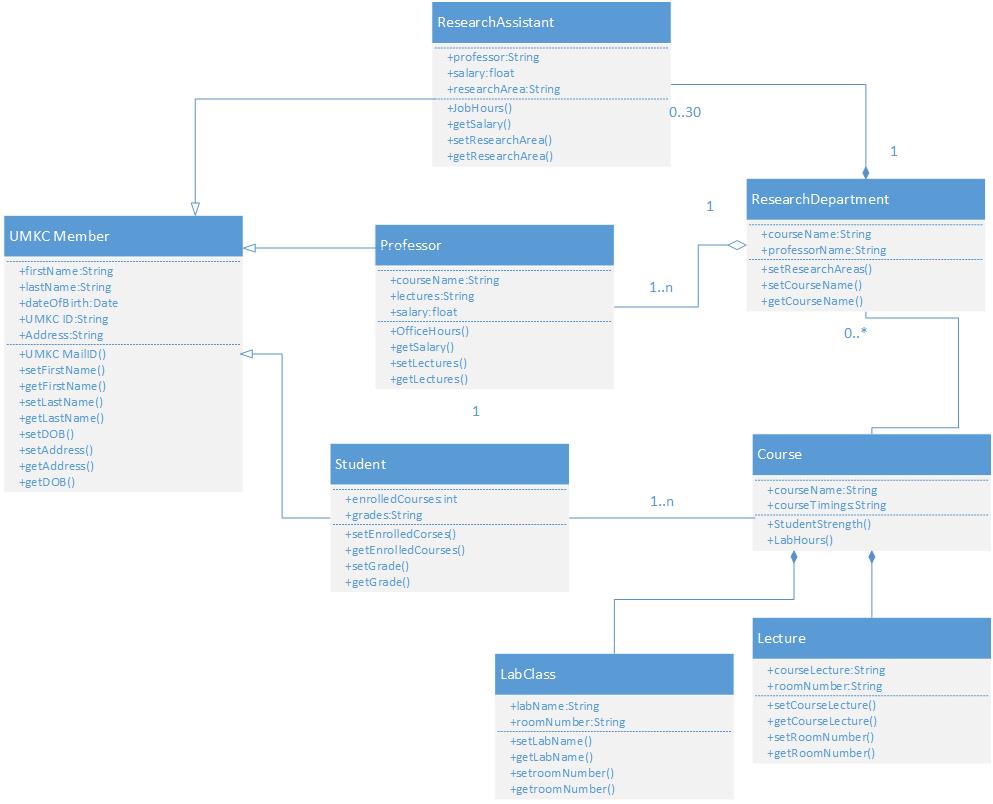 ResearchAssistant
+professor:String
+salary:float
+researchArea:String
+JobHours()
+getSalary()
+setResearchArea()
+getResearchArea()
0..30
1
ResearchDepartment
+courseName:String
+professorName:String
+setResearchAreas()
+setCourseName()
+getCourseName()
1
1..n
0..*
UMKC Member
+firstName:String
+lastName:String
+dateOfBirth:Date
+UMKC ID:String
+Address:String
+UMKC MailID()
+setFirstName()
+getFirstName()
+setLastName()
+getLastName()
+setDOB()
+setAddress()
+getAddress()
+getDOB()
Professor
+courseName:String
+lectures:String
+salary:float
+OfficeHours()
+getSalary()
+setLectures()
+getLectures()
1
Student
+enrolledCourses:int
+grades:String
+setEnrolledCorses()
+getEnrolledCourses()
+setGrade()
+getGrade()
1..n
Course
+courseName:String
+courseTimings:String
+StudentStrength()
+LabHours()
LabClass
+labName:String
+roomNumber:String
+setLabName()
+getLabName()
+setroomNumber()
+getroomNumber()
Lecture
+courseLecture:String
+roomNumber:String
+setCourseLecture()
+getCourseLecture()
+setRoomNumber()
+getRoomNumber()